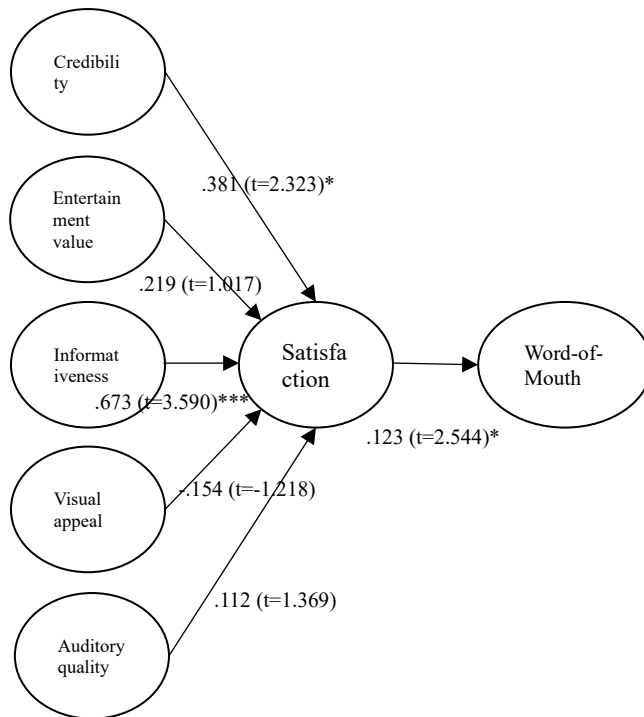 Credibili
ty
.381 (t=2.323)*
Entertain
ment
value
.219 (t=1.017)
Informat
iveness
.673 (t=3.590)***
Satisfa
ction
Word-of-
Mouth
.123 (t=2.544)*
Visual
appeal
-.154 (t=-1.218)
.112 (t=1.369)
Auditory
quality